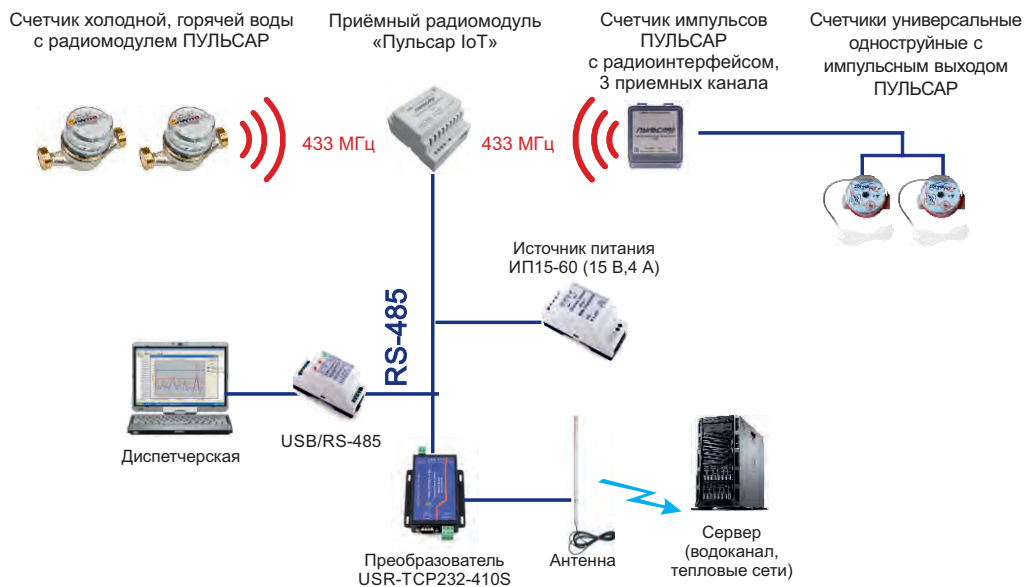 Счетчик холодной, горячей воды
с радиомодулем ПУЛЬСАР
Приёмный радиомодуль
«Пульсар IoT»
Счетчик импульсов
ПУЛЬСАР
с радиоинтерфейсом,
3 приемных канала
Счетчики универсальные
одноструйные с
импульсным выходом
ПУЛЬСАР
433 МГц
433 МГц
ПУЛЬСАР
Источник питания
ИП15-60 (15 В,4 А)
RS-485
USB/RS-485
Диспетчерская
Преобразователь
USR-TCP232-410S
Антенна
Сервер
(водоканал,
тепловые сети)